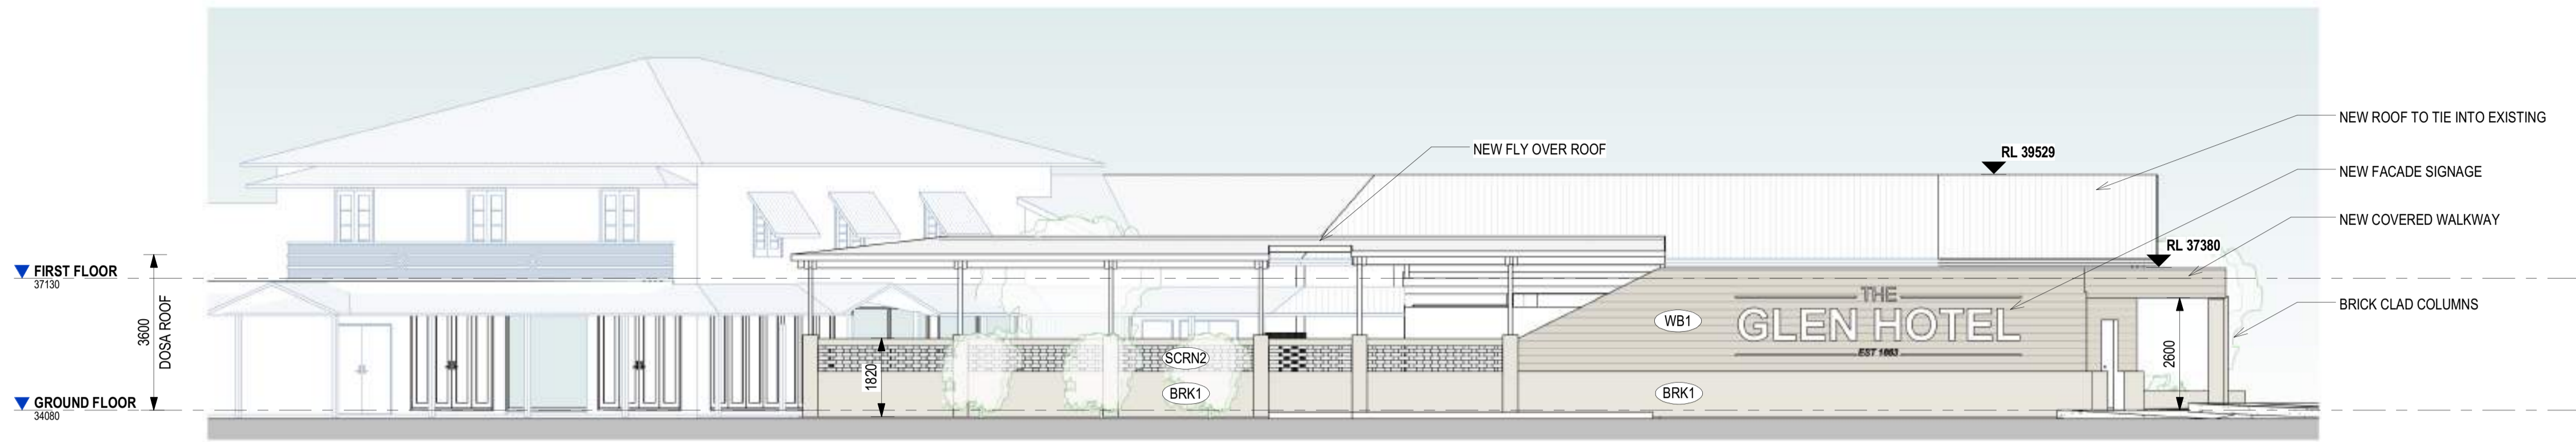 NEW ROOF TO TIE INTO EXISTING
NEW FLY OVER ROOF
RL 39529
NEW FACADE SIGNAGE
NEW COVERED WALKWAY
RL 37380
FIRST FLOOR
37130
3600
DOSA ROOF
THE
GLEN HOTEL
EST 1863
BRICK CLAD COLUMNS
WB1
SCRN2
1820
2600
BRK1
BRK1
GROUND FLOOR
34080